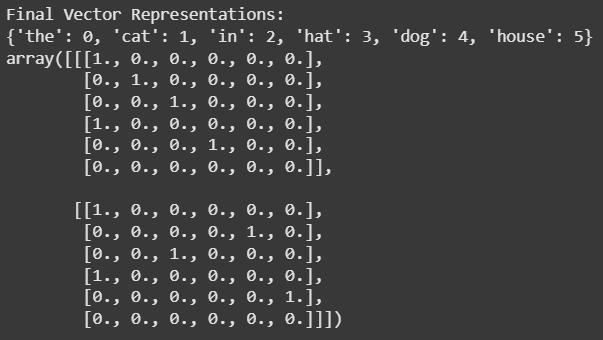 Final Vector Representations:
{'the': 0, 'cat': 1, 'in': 2, 'hat': 3, 'dog': 4, 'house': 5}
array([[[1., 0., 0., 0., 0., 0.],
        [0., 1., 0., 0., 0., 0.],
        [0., 0., 1., 0., 0., 0.],
        [1., 0., 0., 0., 0., 0.],
        [0., 0., 0., 1., 0., 0.],
        [0., 0., 0., 0., 0., 0.]],

       [[1., 0., 0., 0., 0., 0.],
        [0., 0., 0., 0., 1., 0.],
        [0., 0., 1., 0., 0., 0.],
        [1., 0., 0., 0., 0., 0.],
        [0., 0., 0., 0., 0., 1.],
        [0., 0., 0., 0., 0., 0.]]])